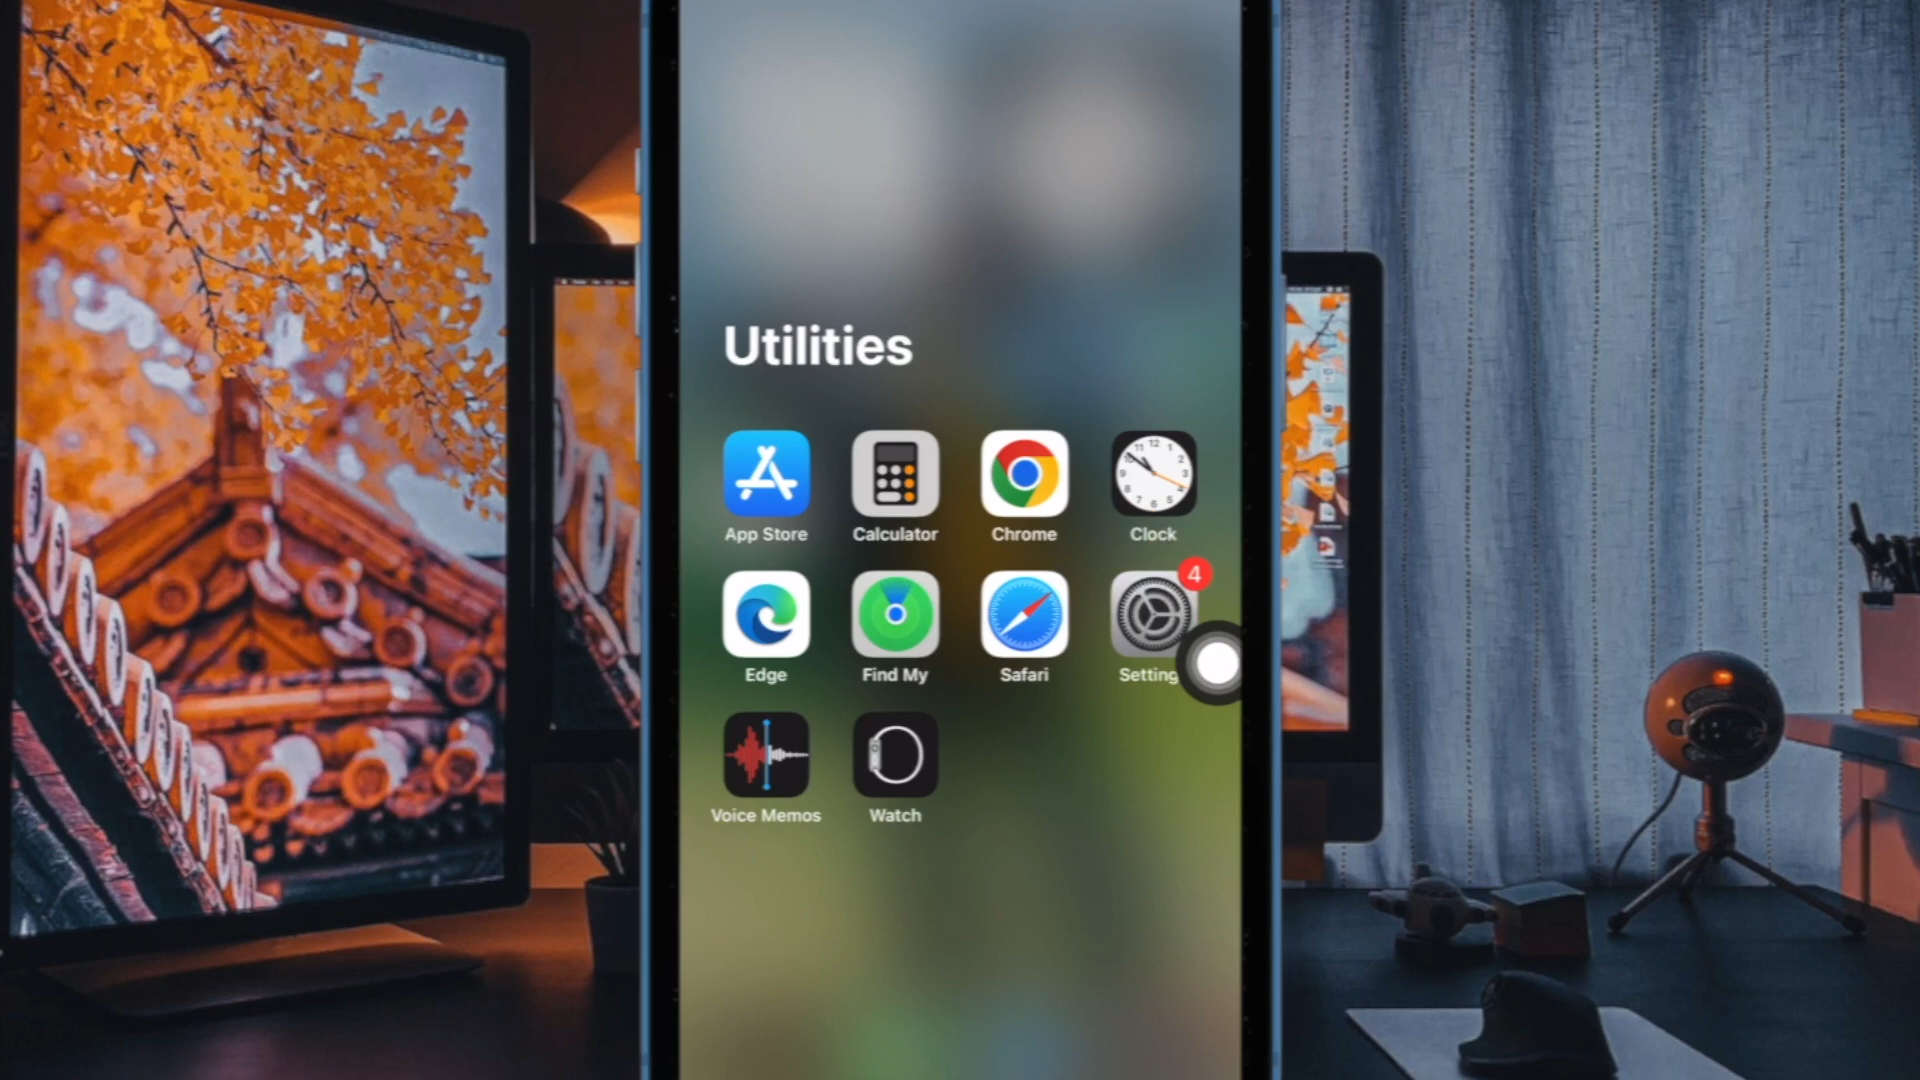 Utilities
App Store
Calculator
Chrome
Clock
4
Edge
Find My
Safari
Setting
Voice Memos
Watch